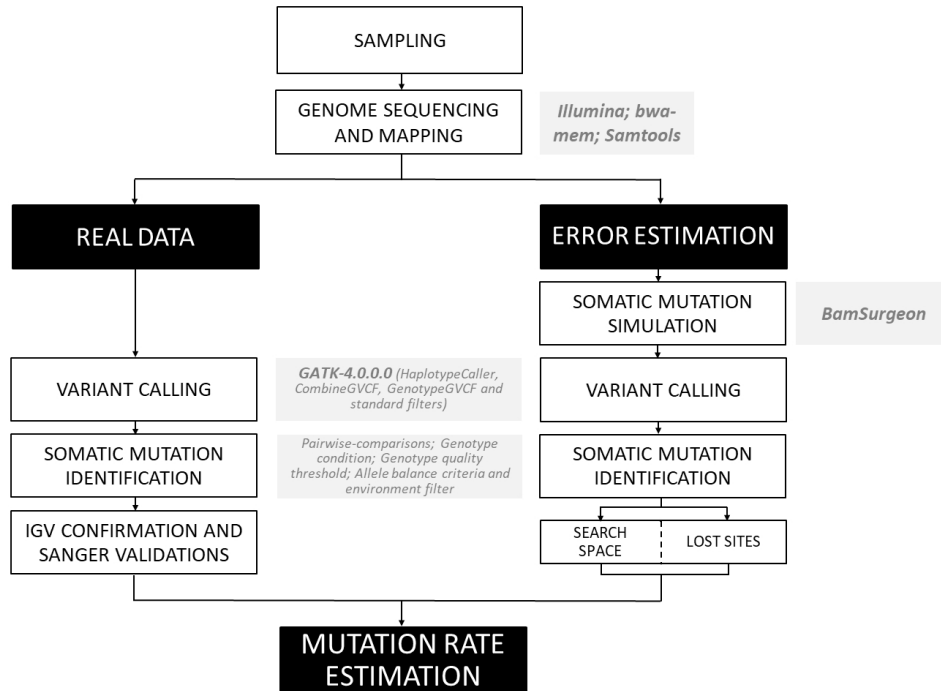 SAMPLING
GENOME SEQUENCING
AND MAPPING
Illumina; bwa-
mem; Samtools
REAL DATA
ERROR ESTIMATION
SOMATIC MUTATION
SIMULATION
BamSurgeon
VARIANT CALLING
GATK-4.0.0.0 (HaplotypeCaller,
CombineGVCF, GenotypeGVCF and
standard filters)
VARIANT CALLING
SOMATIC MUTATION
IDENTIFICATION
Pairwise-comparisons; Genotype
condition; Genotype quality
threshold; Allele balance criteria and
environment filter
SOMATIC MUTATION
IDENTIFICATION
IGV CONFIRMATION AND
SANGER VALIDATIONS
SEARCH
SPACE
LOST SITES
MUTATION RATE
ESTIMATION